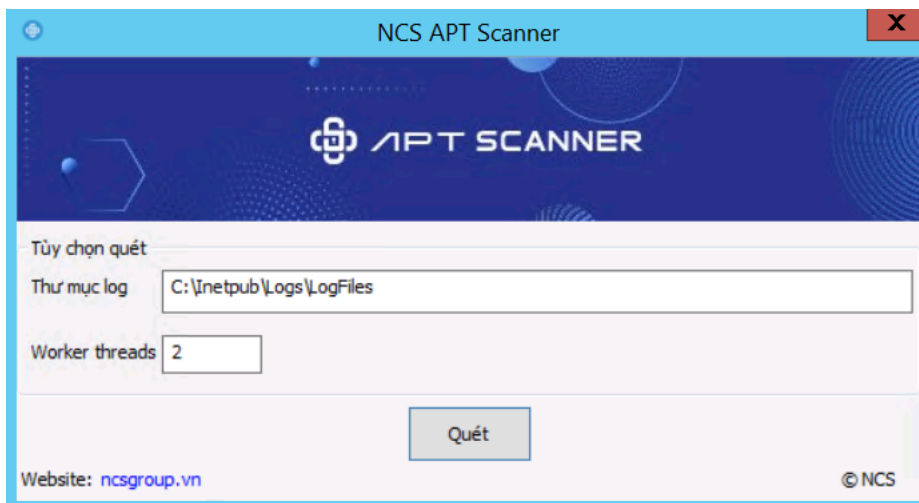 NCS APT Scanner
X
APT SCANNER
Tùy chọn quét
Thư mục log C:\Inetpub\Logs\LogFiles
Worker threads 2
Quét
Website: ncsgroup.vn © NCS